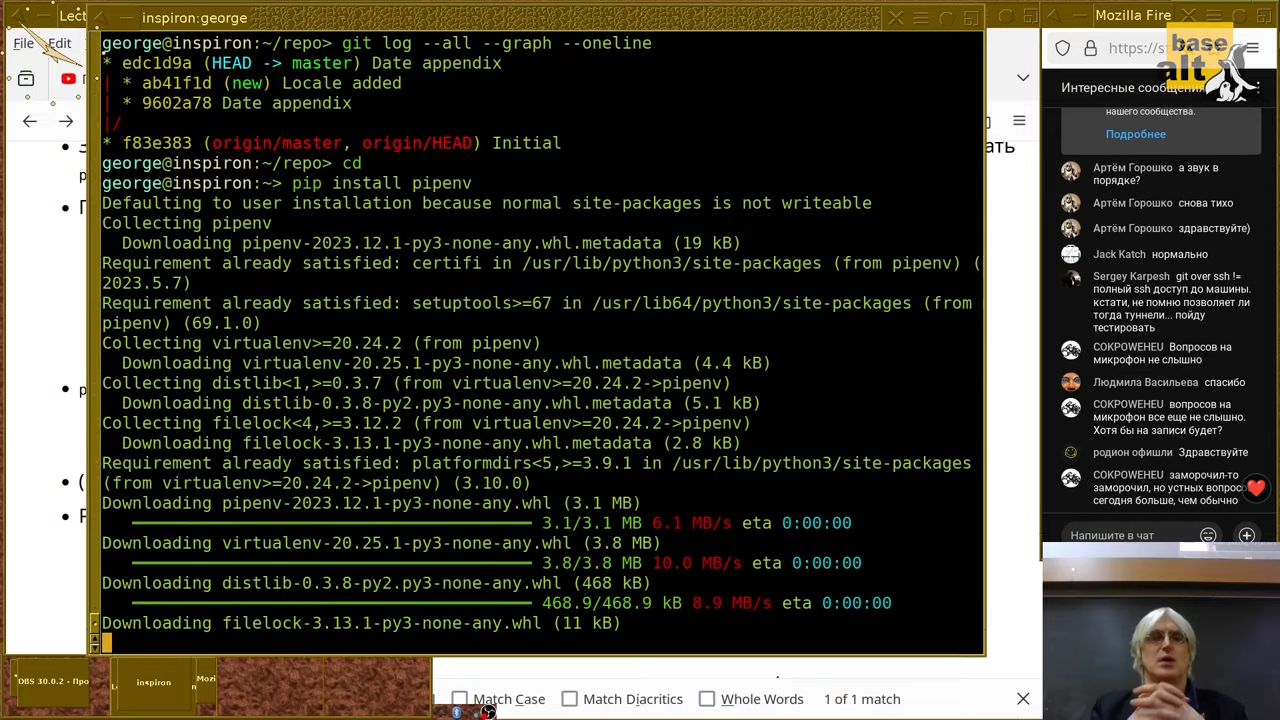 Lect
inspiron:george
Mozilla Fire
File Edit
george@inspiron:~/repo> git log --all --graph --oneline
* edc1d9a (HEAD -> master) Date appendix
| * ab41f1d (new) Locale added
| * 9602a78 Date appendix
|/
* f83e383 (origin/master, origin/HEAD) Initial
george@inspiron:~/repo> cd
george@inspiron:~> pip install pipenv
Defaulting to user installation because normal site-packages is not writeable
Collecting pipenv
Downloading pipenv-2023.12.1-py3-none-any.whl.metadata (19 kB)
Requirement already satisfied: certifi in /usr/lib/python3/site-packages (from pipenv) (
2023.5.7)
Requirement already satisfied: setuptools>=67 in /usr/lib64/python3/site-packages (from
pipenv) (69.1.0)
Collecting virtualenv>=20.24.2 (from pipenv)
Downloading virtualenv-20.25.1-py3-none-any.whl.metadata (4.4 kB)
Collecting distlib<1,>=0.3.7 (from virtualenv>=20.24.2->pipenv)
Downloading distlib-0.3.8-py2.py3-none-any.whl.metadata (5.1 kB)
Collecting filelock<4,>=3.12.2 (from virtualenv>=20.24.2->pipenv)
Downloading filelock-3.13.1-py3-none-any.whl.metadata (2.8 kB)
Requirement already satisfied: platformdirs<5,>=3.9.1 in /usr/lib/python3/site-packages
(from virtualenv>=20.24.2->pipenv) (3.10.0)
Downloading pipenv-2023.12.1-py3-none-any.whl (3.1 MB)
3.1/3.1 MB 6.1 MB/s eta 0:00:00
Downloading virtualenv-20.25.1-py3-none-any.whl (3.8 MB)
3.8/3.8 MB 10.0 MB/s eta 0:00:00
Downloading distlib-0.3.8-py2.py3-none-any.whl (468 kB)
468.9/468.9 kB 8.9 MB/s eta 0:00:00
Downloading filelock-3.13.1-py3-none-any.whl (11 kB)
https://s
base
alt
Интересные сообщения
нашего сообщества.
Подробнее
Артём Горошко а звук в
порядке?
Артём Горошко снова тихо
Артём Горошко здравствуйте)
Jack Katch нормально
Sergey Karpesh git over ssh !=
полный ssh доступ до машины.
кстати, не помню позволяет ли
тогда туннели... пойду
тестировать
COKPOWEHEU Вопросов на
микрофон не слышно
Людмила Васильева спасибо
COKPOWEHEU вопросов на
микрофон все еще не слышно.
Хотя бы на записи будет?
родион офишли Здравствуйте
COKPOWEHEU заморочил-то
заморочил, но устных вопросо
сегодня больше, чем обычно
Напишите в чат
OBS 30.0.2 - Про
inspiron
Mozi
Match Case
Match Diacritics
Whole Words
1 of 1 match